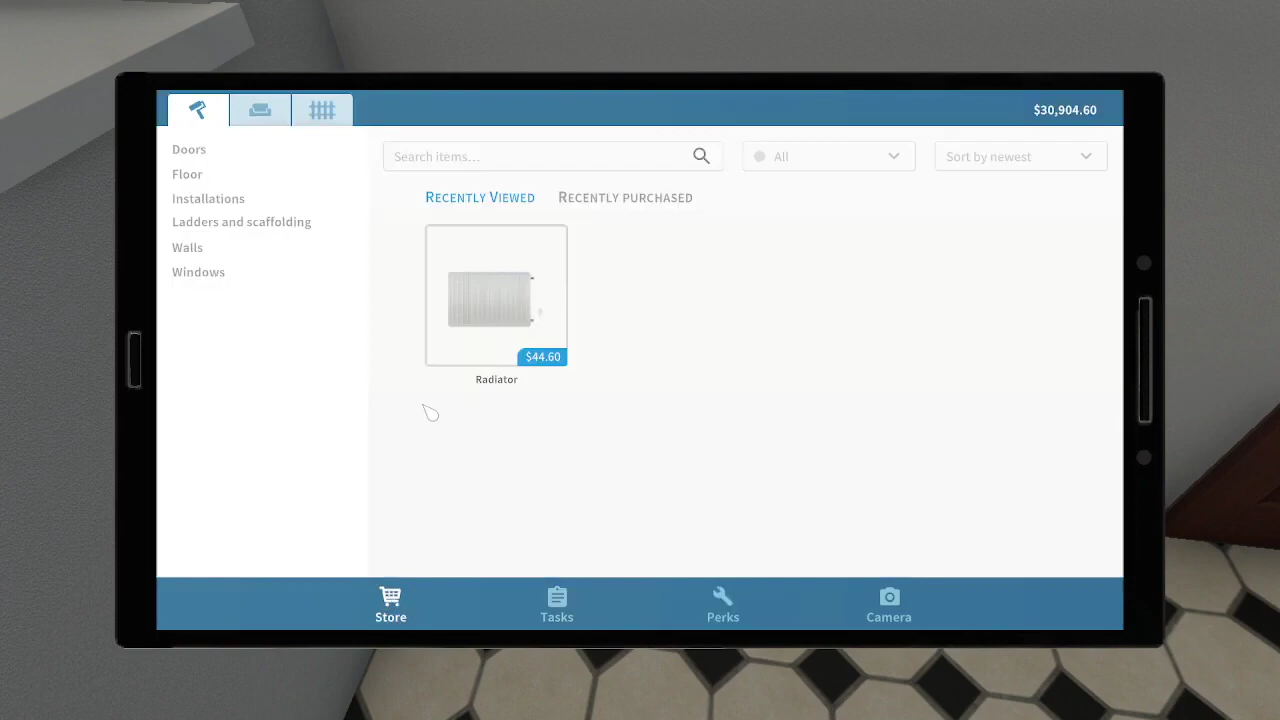 $30,904.60
Doors
Floor
Installations
Ladders and scaffolding
Walls
Windows
Search items...
All
Sort by newest
RECENTLY VIEWED
RECENTLY PURCHASED
$44.60
Radiator
Store
Tasks
Perks
Camera